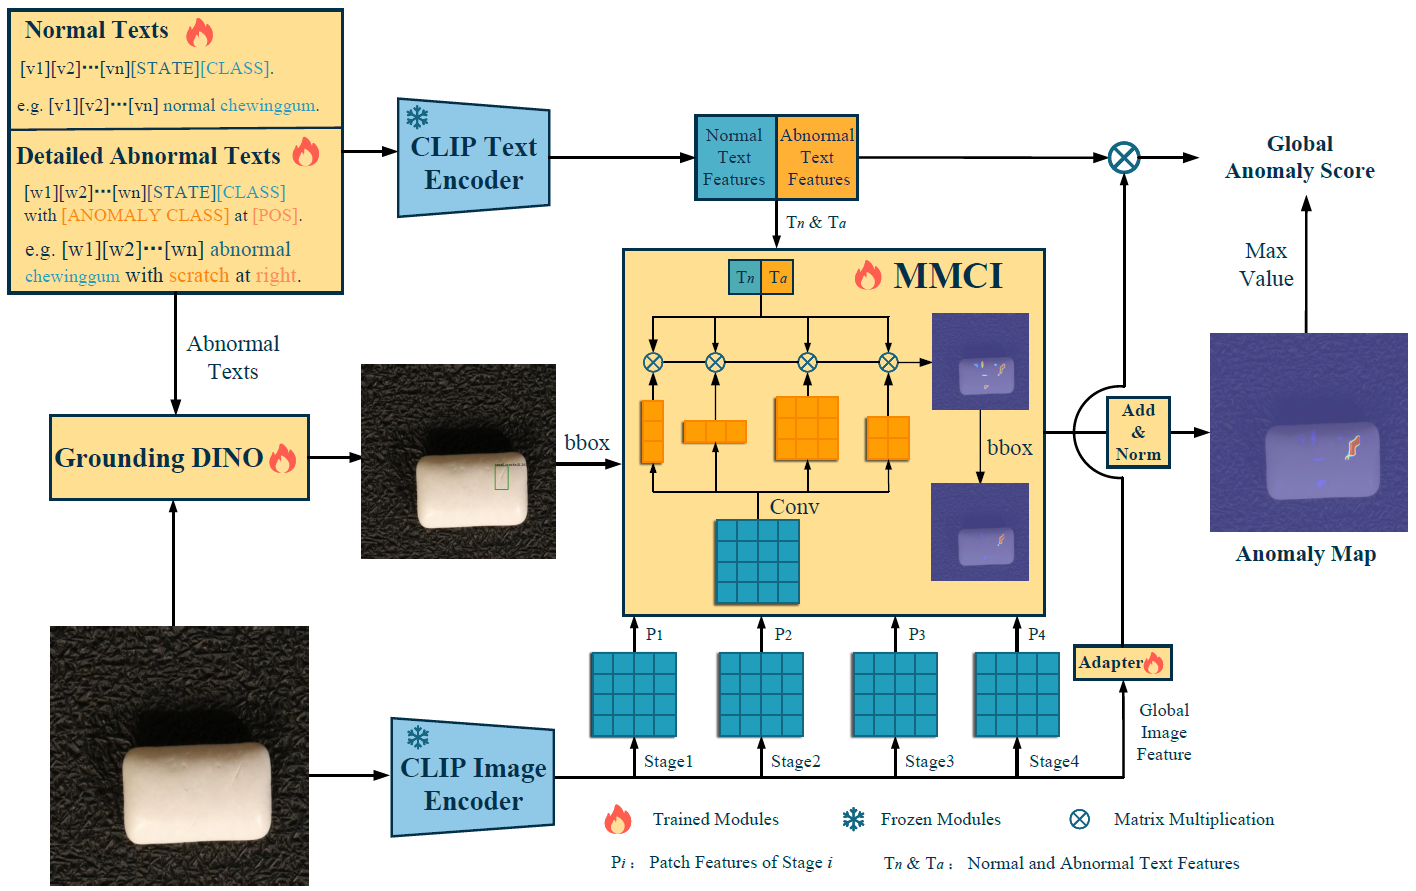 Normal Texts
[v1][v2]···[vn][STATE][CLASS].
e.g. [v1][v2]···[vn] normal chewinggum.
Detailed Abnormal Texts
[w1][w2]···[wn][STATE][CLASS]
with [ANOMALY CLASS] at [POS].
e.g. [w1][w2]···[wn] abnormal
chewinggum with scratch at right.
CLIP Text
Encoder
Normal
Text
Features
Abnormal
Text
Features
Tn & Ta
Global
Anomaly Score
Max
Value
Abnormal
Texts
Grounding DINO
bbox
MMCI
Tn
Ta
Conv
bbox
Add
&
Norm
Anomaly Map
P1
P2
P3
P4
Adapter
Global
Image
Feature
CLIP Image
Encoder
Stage1
Stage2
Stage3
Stage4
Trained Modules
Frozen Modules
Matrix Multiplication
Pi： Patch Features of Stage i
Tn & Ta： Normal and Abnormal Text Features